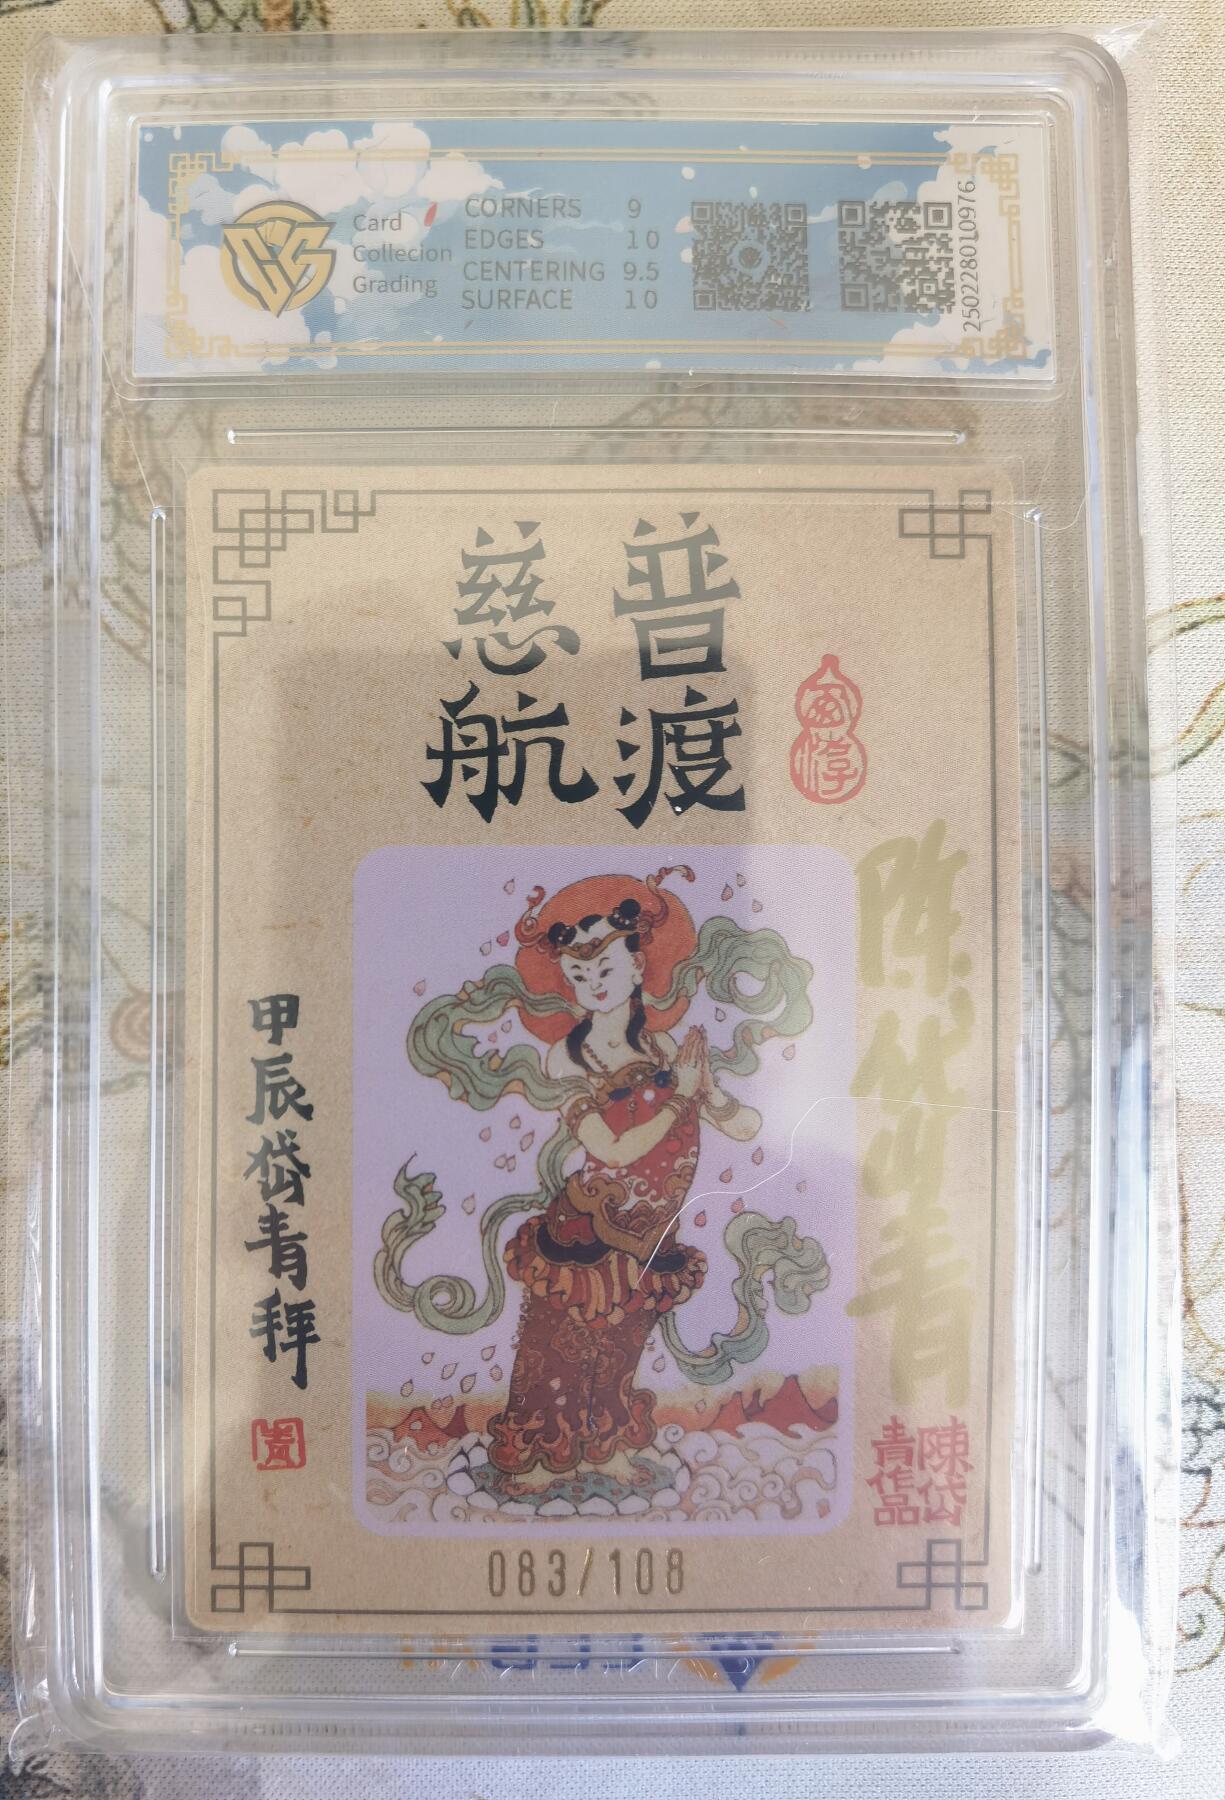 Card
Collecion
Grading
CORNERS 9
EDGES 10
CENTERING 9.5
SURFACE 10
2502280100976
普渡
慈航
陈岱青
甲辰岱青拜
陳岱
青作品
083/108